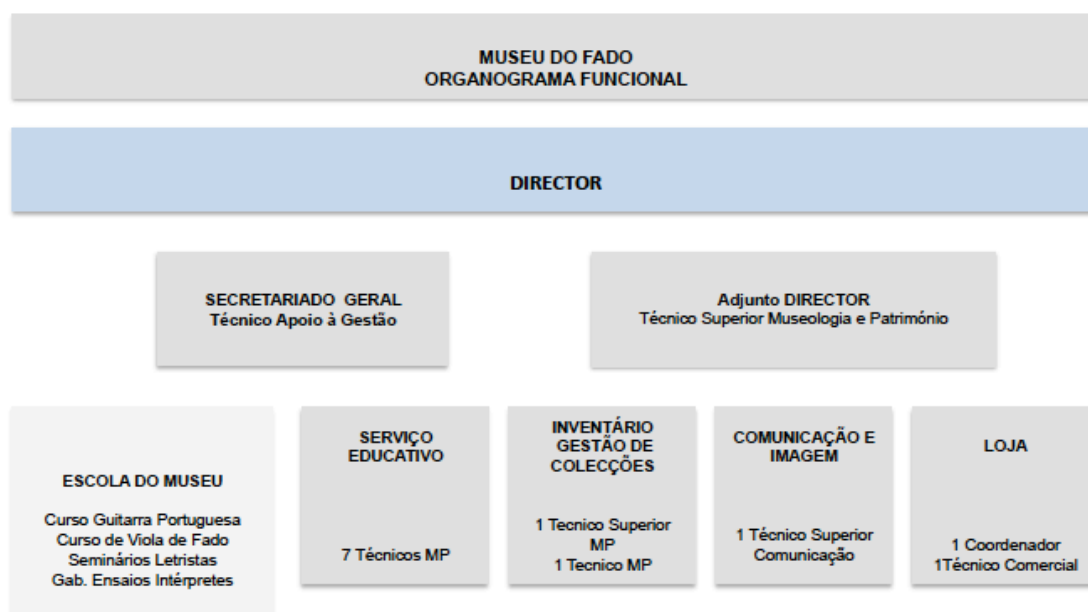 MUSEU DO FADO
ORGANOGRAMA FUNCIONAL
DIRECTOR
SECRETARIADO GERAL
Técnico Apoio à Gestão
Adjunto DIRECTOR
Técnico Superior Museologia e Património
ESCOLA DO MUSEU
Curso Guitarra Portuguesa
Curso de Viola de Fado
Seminários Letristas
Gab. Ensaios Intérpretes
SERVIÇO
EDUCATIVO
7 Técnicos MP
INVENTÁRIO
GESTÃO DE
COLECÇÕES
1 Tecnico Superior
MP
1 Tecnico MP
COMUNICAÇÃO E
IMAGEM
1 Técnico Superior
Comunicação
LOJA
1 Coordenador
1Técnico Comercial